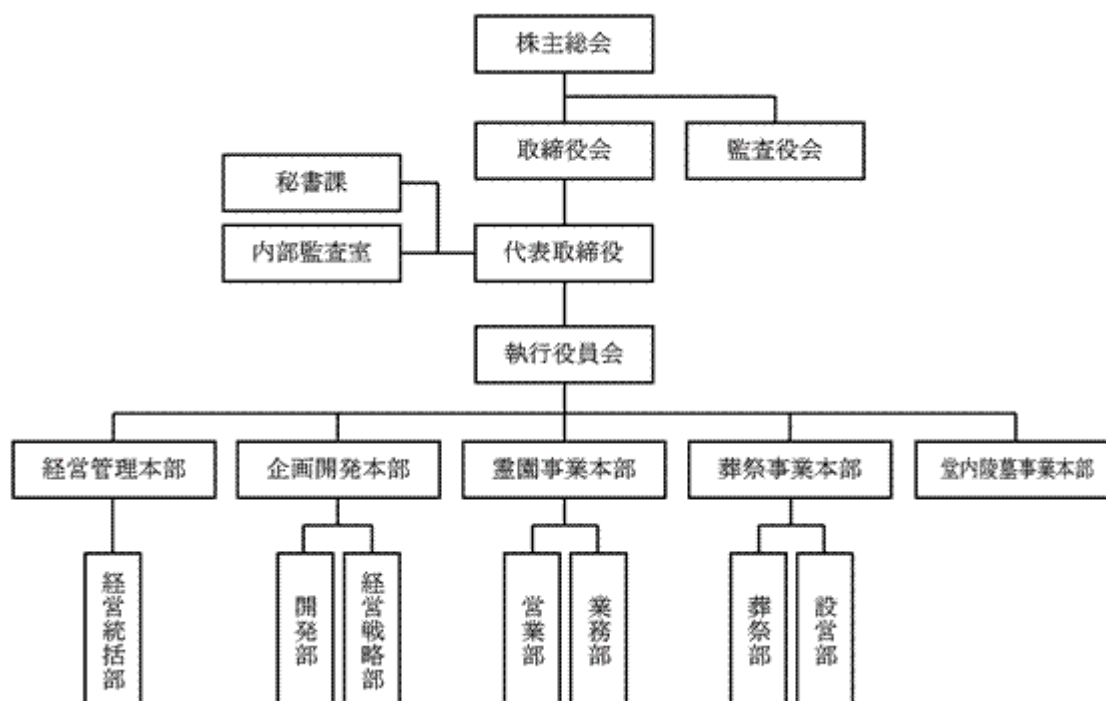 株主総会
取締役会
監査役会
秘書課
内部監査室
代表取締役
執行役員会
経営管理本部
企画開発本部
霊園事業本部
葬祭事業本部
堂内陵墓事業本部
経営統括部
開発部
経営戦略部
営業部
業務部
葬祭部
設営部